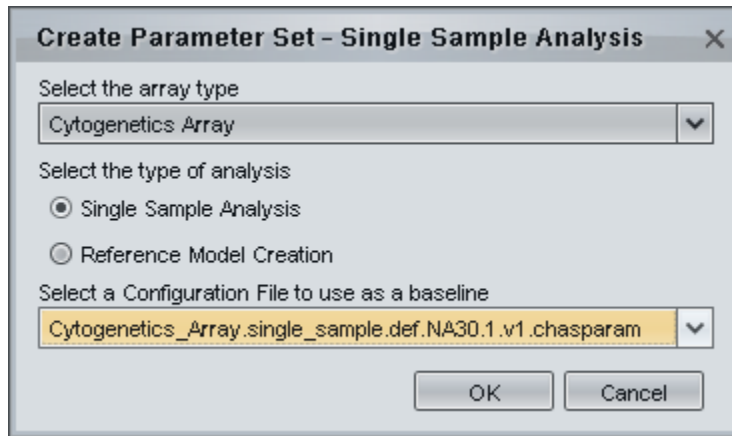 Create Parameter Set - Single Sample Analysis
Select the array type
Cytogenetics Array
Select the type of analysis
Single Sample Analysis
Reference Model Creation
Select a Configuration File to use as a baseline
Cytogenetics_Array.single_sample.def.NA30.1.v1.chasparam
OK Cancel